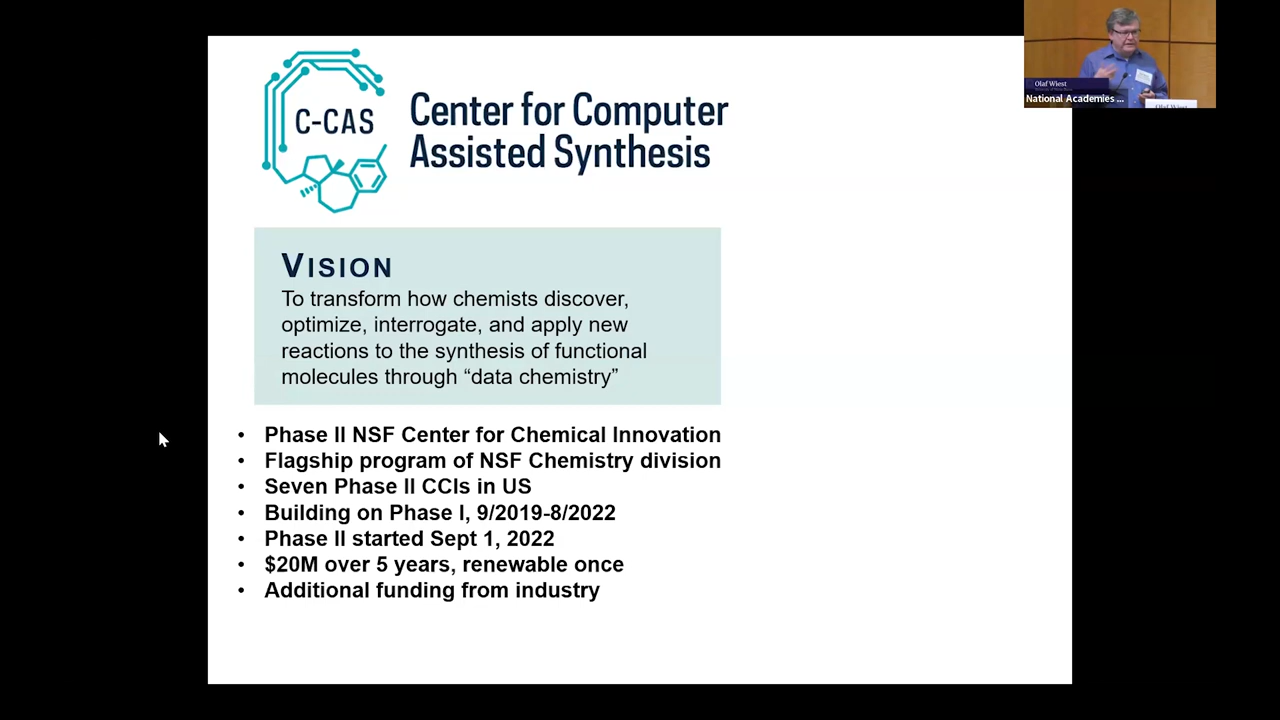 C-CAS
Center for Computer
Assisted Synthesis
VISION
To transform how chemists discover,
optimize, interrogate, and apply new
reactions to the synthesis of functional
molecules through “data chemistry”
• Phase II NSF Center for Chemical Innovation
• Flagship program of NSF Chemistry division
• Seven Phase II CCIs in US
• Building on Phase I, 9/2019-8/2022
• Phase II started Sept 1, 2022
• $20M over 5 years, renewable once
• Additional funding from industry
Olaf Wiest
National Academies ...
Olaf Wiest